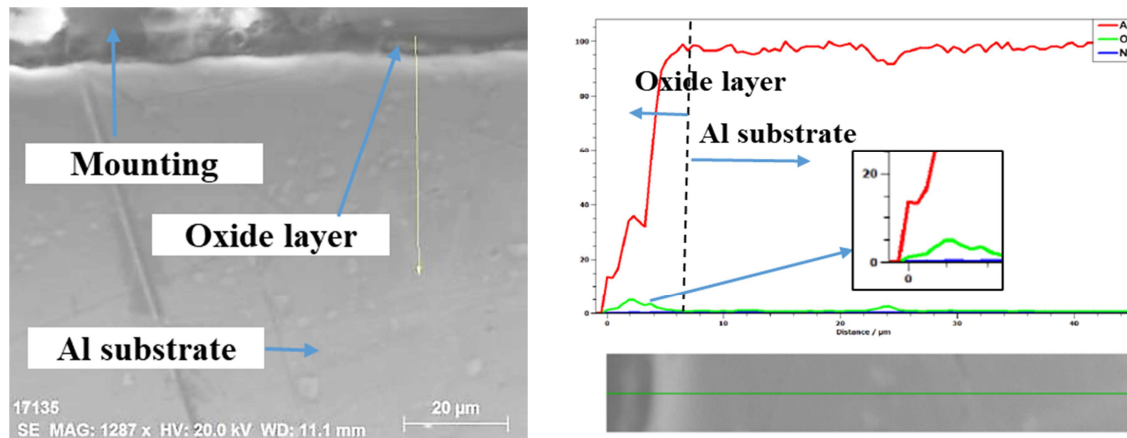 Mounting
Oxide layer
Al substrate
17135
20 µm
SE MAG: 1287 x HV: 20.0 kV WD: 11.1 mm
100
80
60
40
20
0
Oxide layer
Al substrate
20
0
0
0
10
20
30
40
Distance / µm
A
O
N